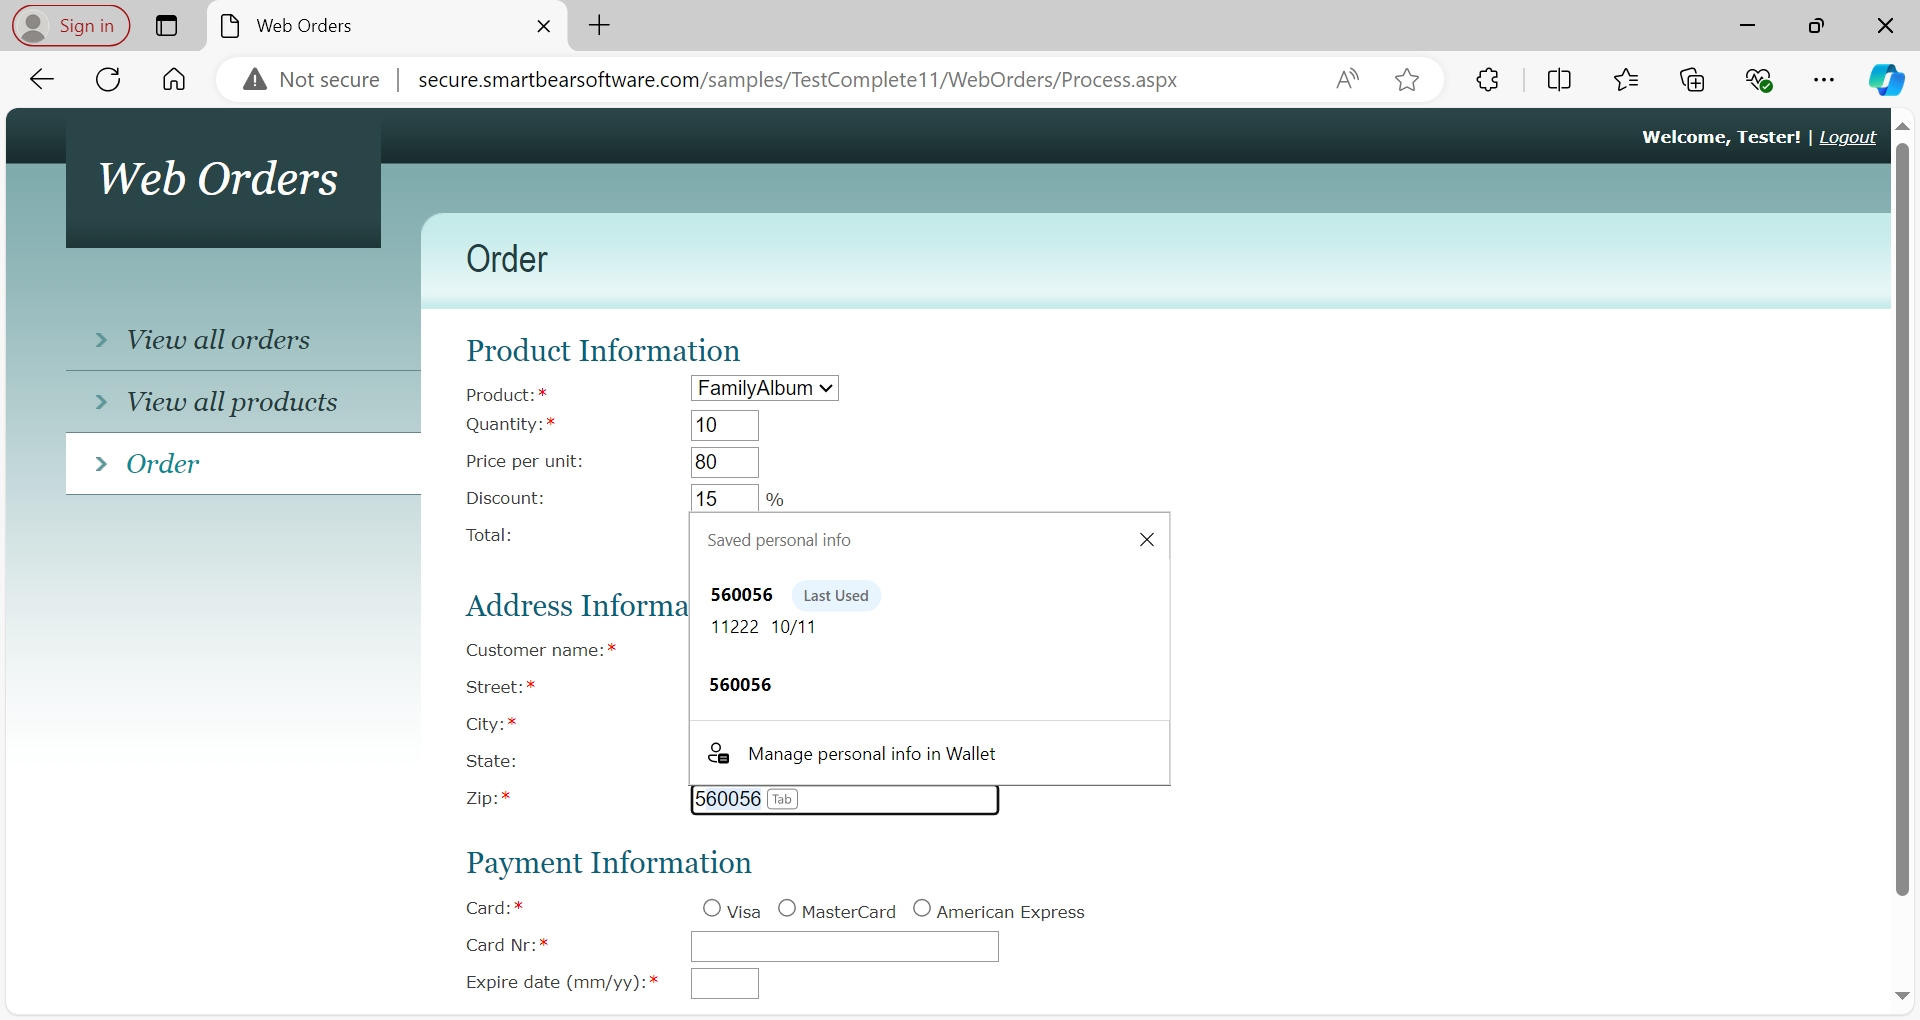 Sign in
Web Orders
Not secure
secure.smartbearsoftware.com/samples/TestComplete11/WebOrders/Process.aspx
Welcome, Tester! | Logout
Web Orders
Order
View all orders
View all products
Order
Product Information
Product:* FamilyAlbum
Quantity:* 10
Price per unit: 80
Discount: 15 %
Total:
Saved personal info
560056 Last Used
11222 10/11
560056
Manage personal info in Wallet
Address Informa
Customer name:*
Street:*
City:*
State:
Zip:* 560056 Tab
Payment Information
Card:* Visa MasterCard American Express
Card Nr:*
Expire date (mm/yy):*